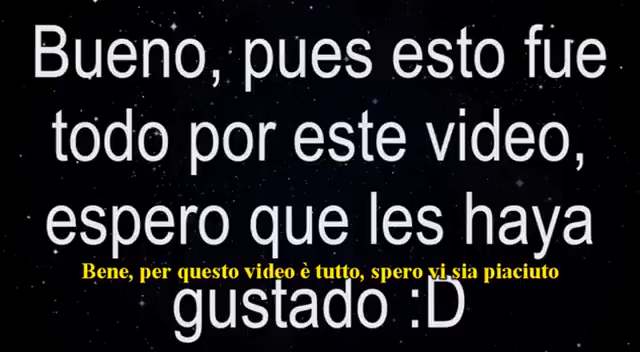 Bueno, pues esto fue
todo por este video,
espero que les haya
Bene, per questo video è tutto, spero vi sia piaciuto
gustado :D